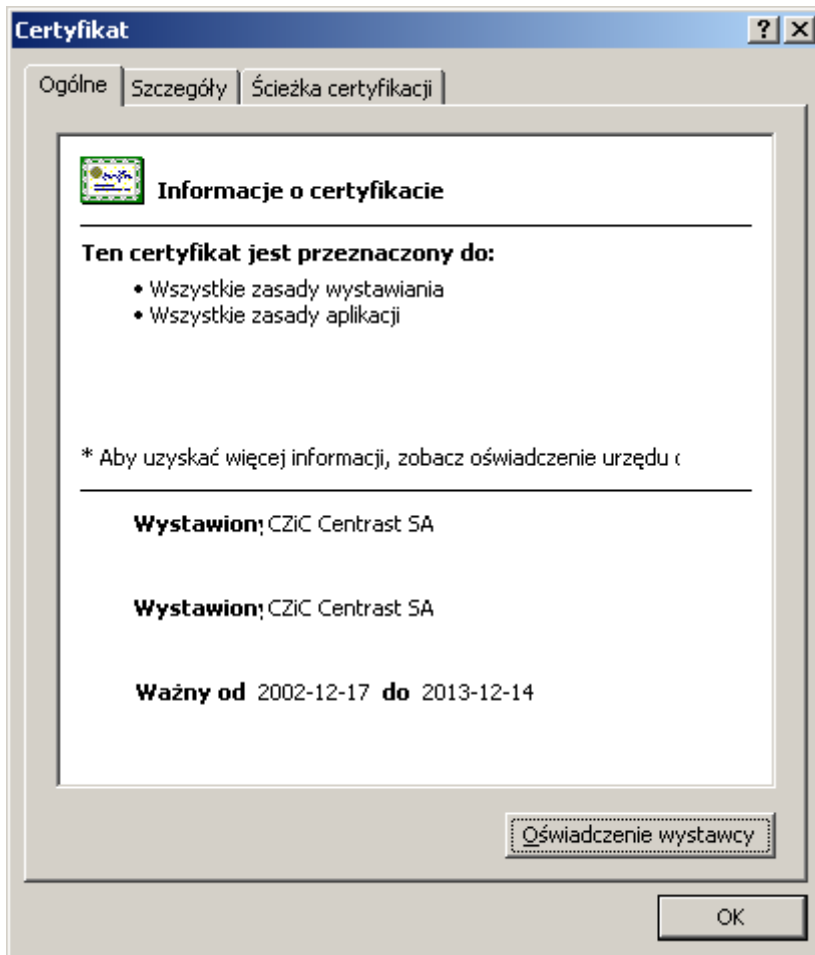 Certyfikat
Ogólne Szczegóły Ścieżka certyfikacji
Informacje o certyfikacie
Ten certyfikat jest przeznaczony do:
• Wszystkie zasady wystawiania
• Wszystkie zasady aplikacji
* Aby uzyskać więcej informacji, zobacz oświadczenie urzędu c
Wystawiony CZiC Centrast SA
Wystawiony CZiC Centrast SA
Ważny od 2002-12-17 do 2013-12-14
Oświadczenie wystawcy
OK